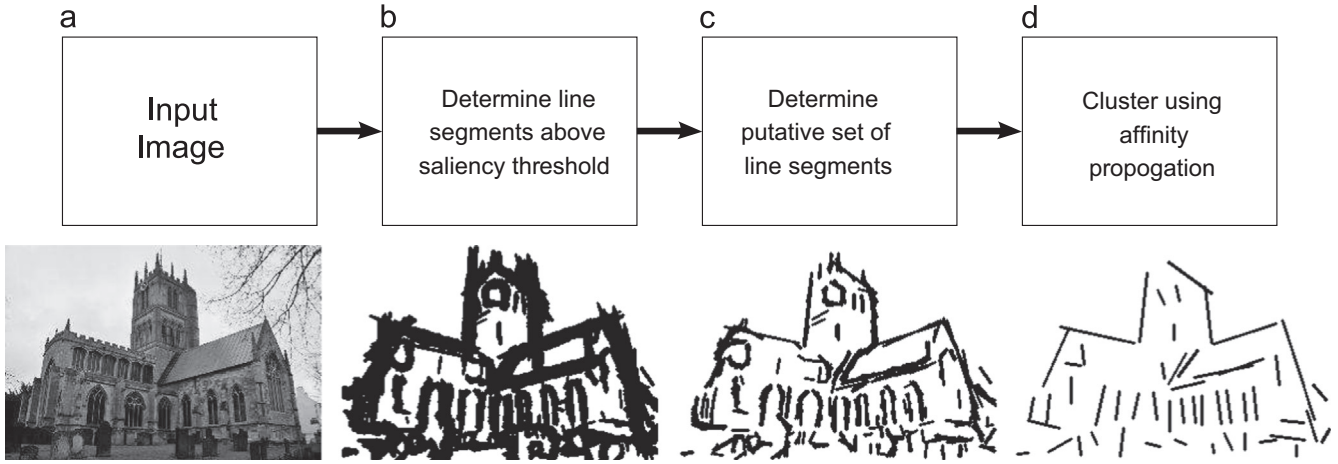 a
b
c
d
Input
Image
Determine line
segments above
saliency threshold
Determine
putative set of
line segments
Cluster using
affinity
propogation